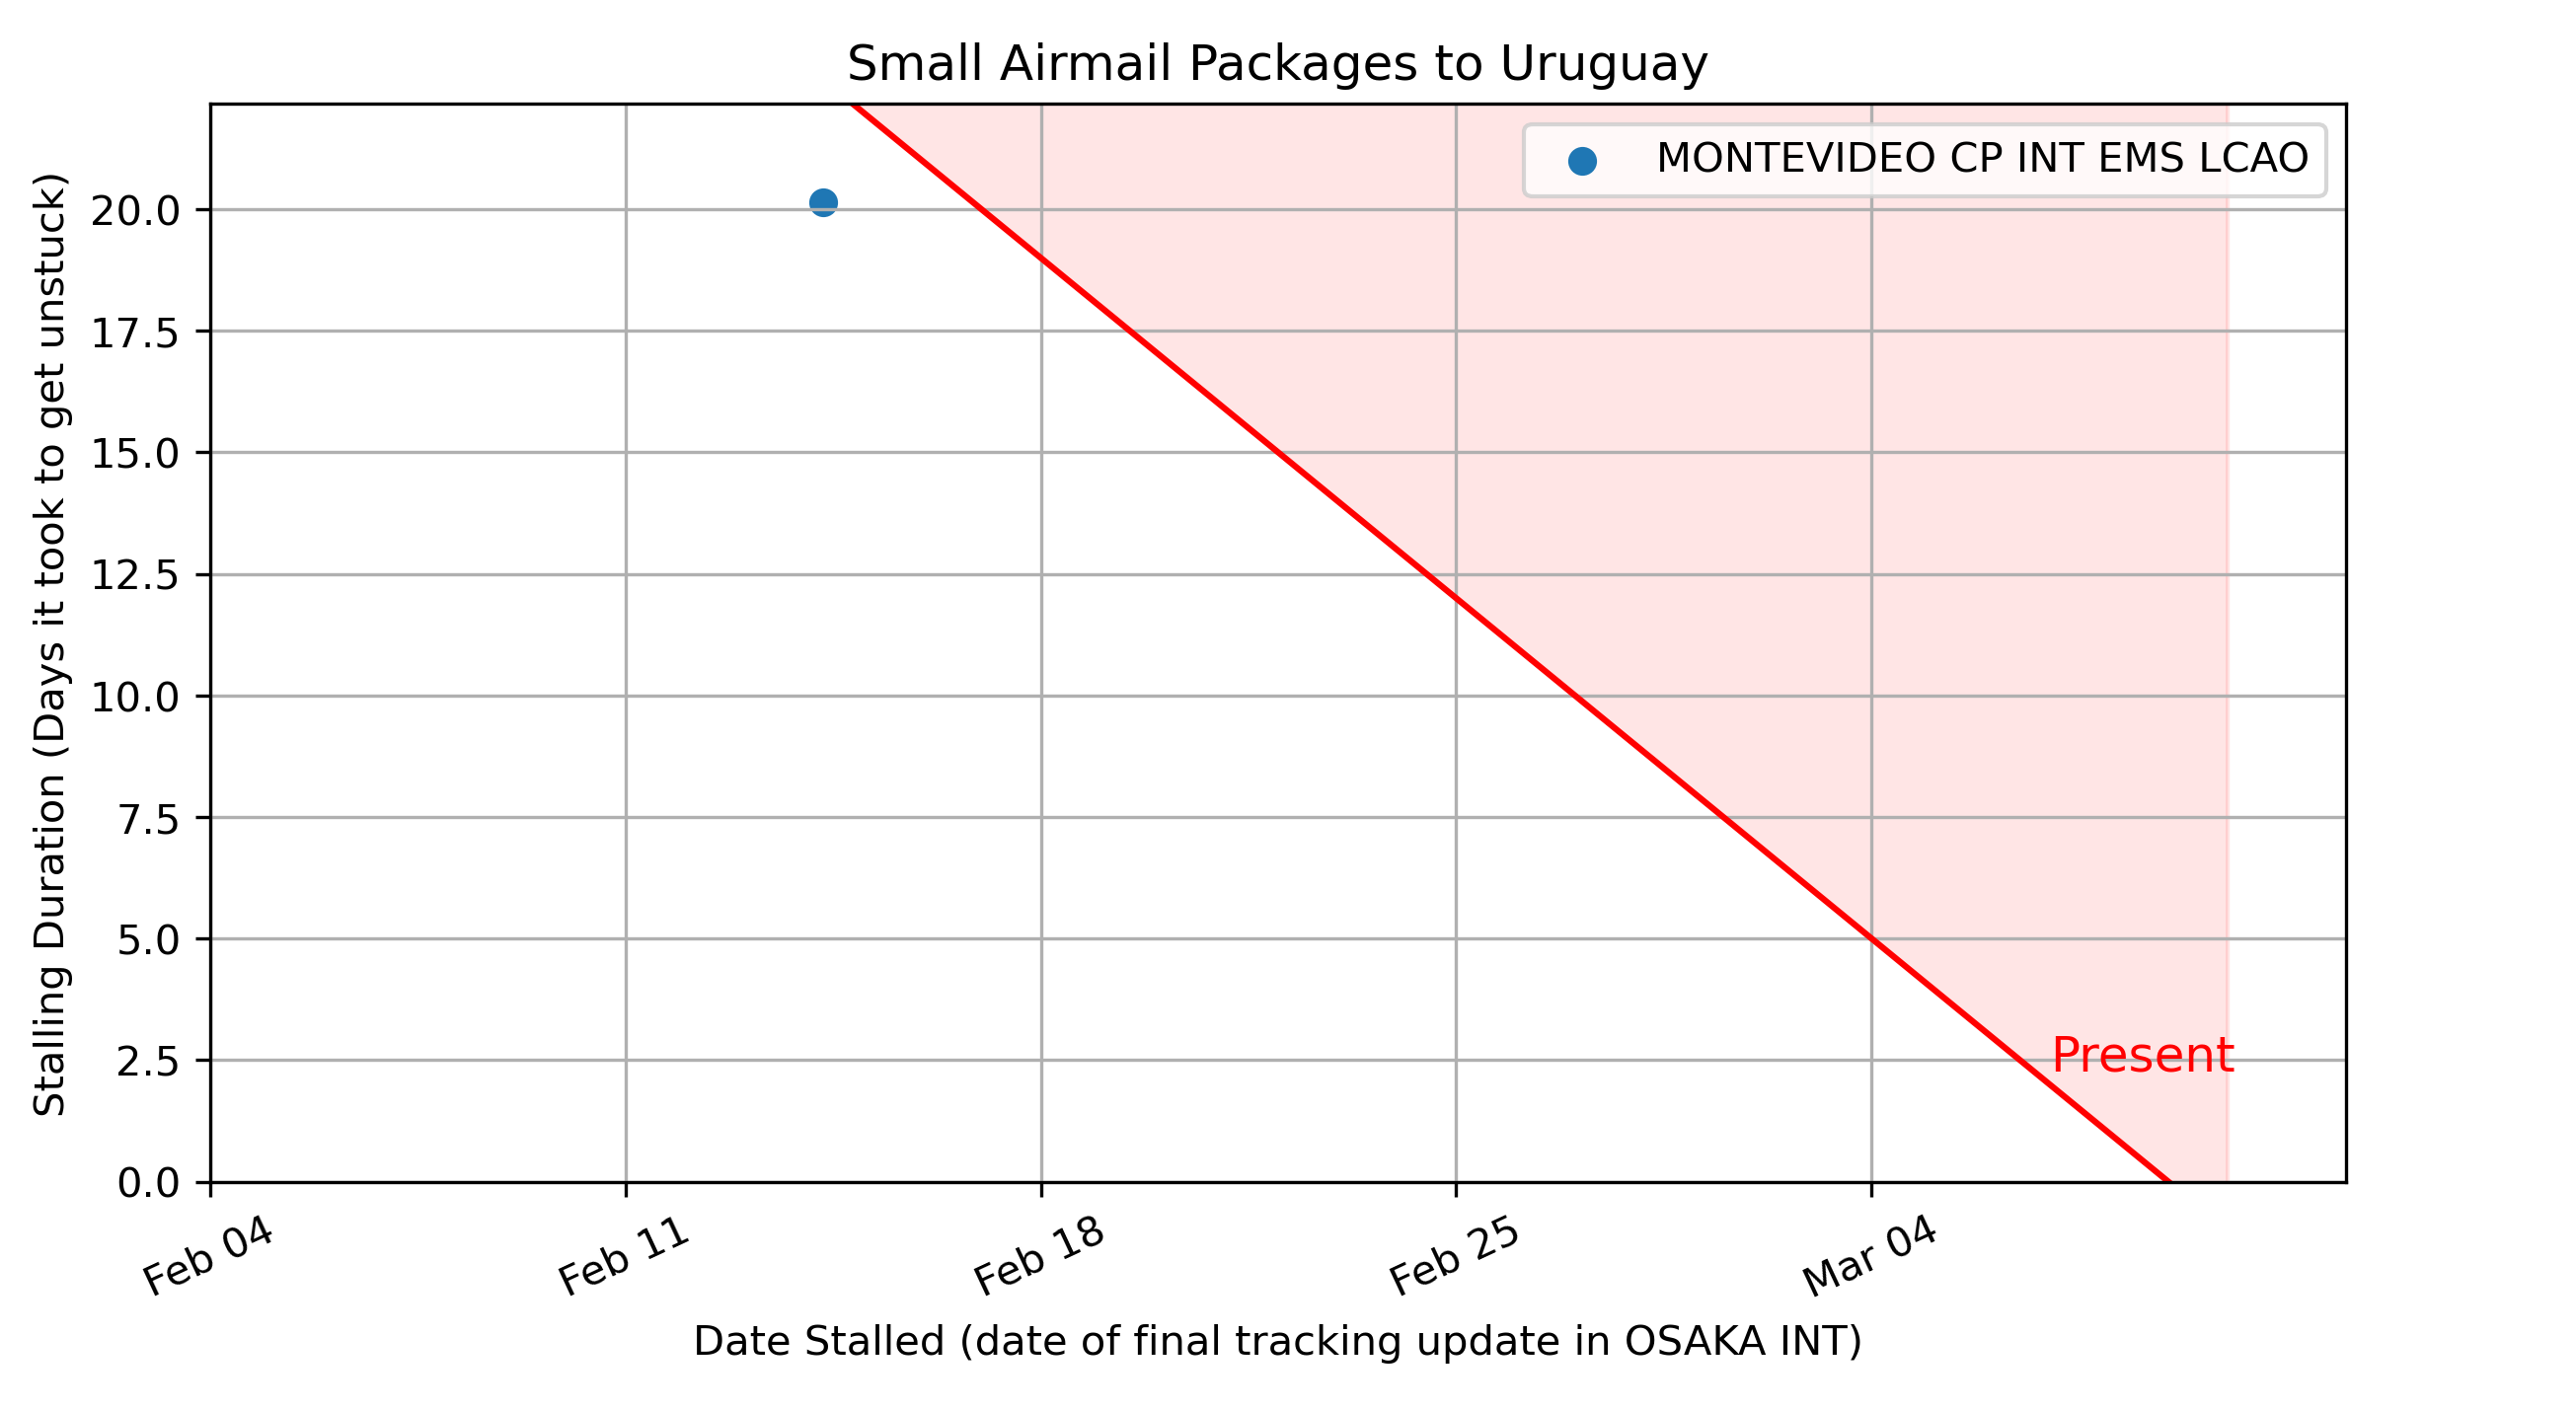 Small Airmail Packages to Uruguay
MONTEVIDEO CP INT EMS LCAO
Stalling Duration (Days it took to get unstuck)
20.0
17.5
15.0
12.5
10.0
7.5
5.0
2.5
0.0
Present
Feb 04
Feb 11
Feb 18
Feb 25
Mar 04
Date Stalled (date of final tracking update in OSAKA INT)